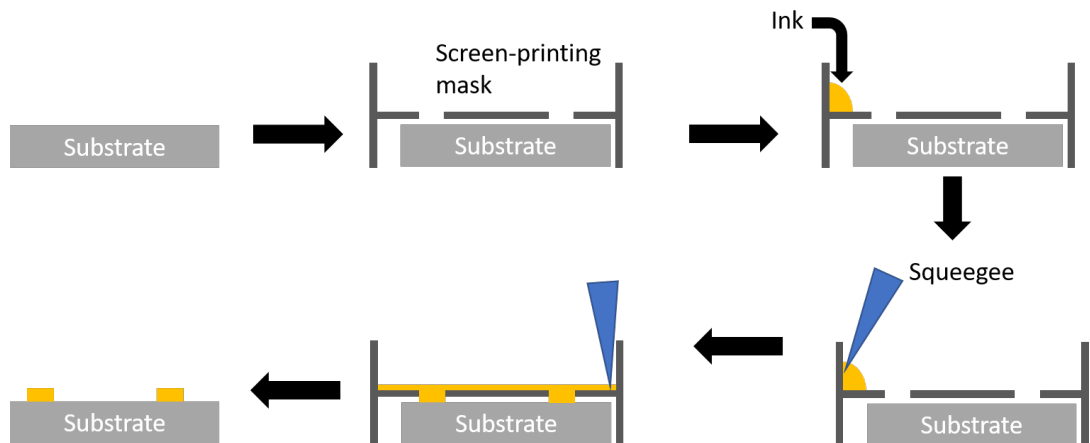 Ink
Screen-printing
mask
Substrate
Substrate
Substrate
Squeegee
Substrate
Substrate
Substrate